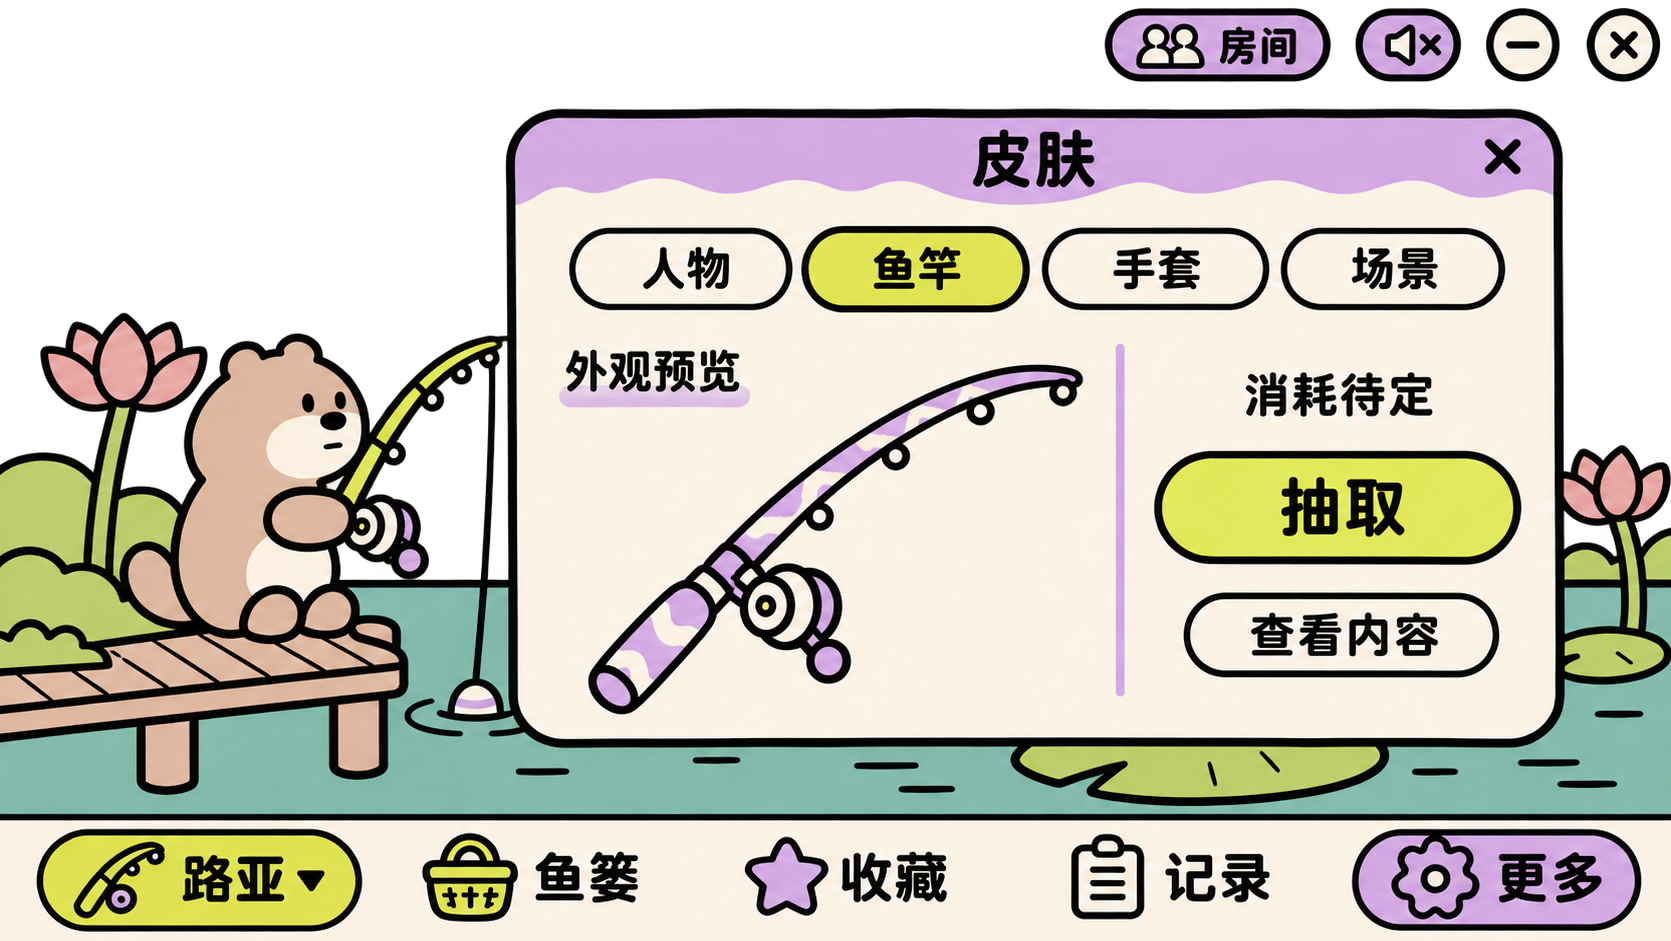 房间
皮肤
人物 鱼竿 手套 场景
外观预览
消耗待定
抽取
查看内容
路亚 鱼篓 收藏 记录 更多